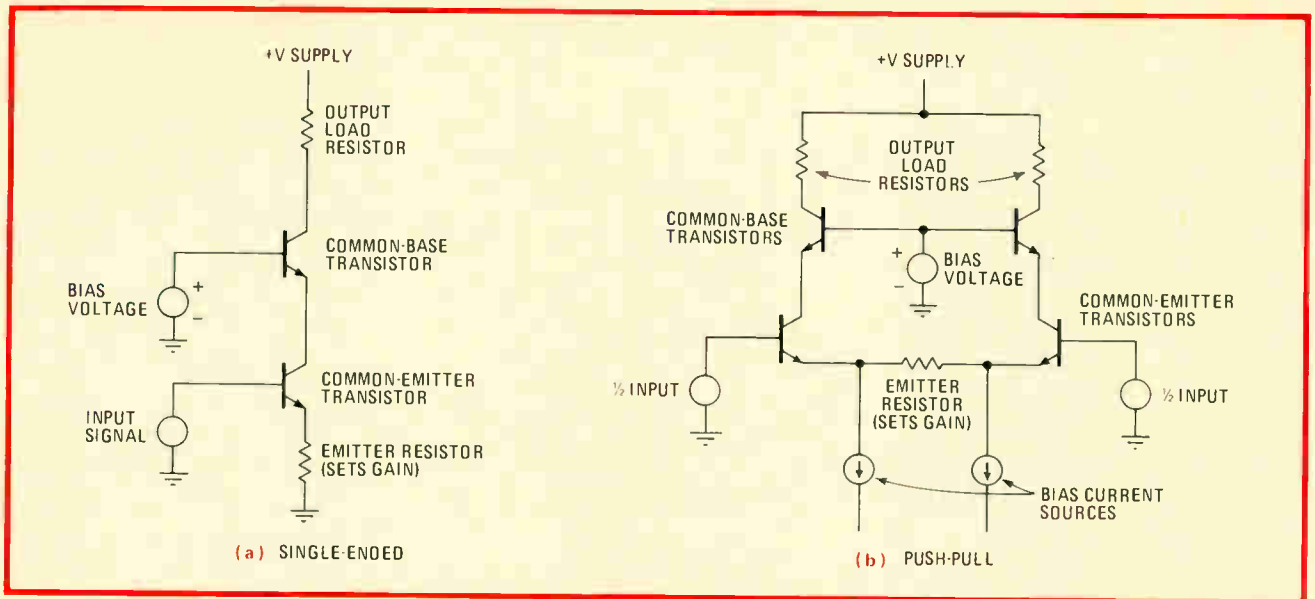 +V SUPPLY
OUTPUT
LOAD
RESISTOR
COMMON-BASE
TRANSISTOR
BIAS
VOLTAGE
+
−
COMMON-EMITTER
TRANSISTOR
INPUT
SIGNAL
EMITTER RESISTOR
(SETS GAIN)
(a) SINGLE-ENDED
+V SUPPLY
OUTPUT
LOAD
RESISTORS
COMMON-BASE
TRANSISTORS
+
−
BIAS
VOLTAGE
COMMON-EMITTER
TRANSISTORS
½ INPUT
EMITTER
RESISTOR
(SETS GAIN)
½ INPUT
BIAS CURRENT
SOURCES
(b) PUSH-PULL